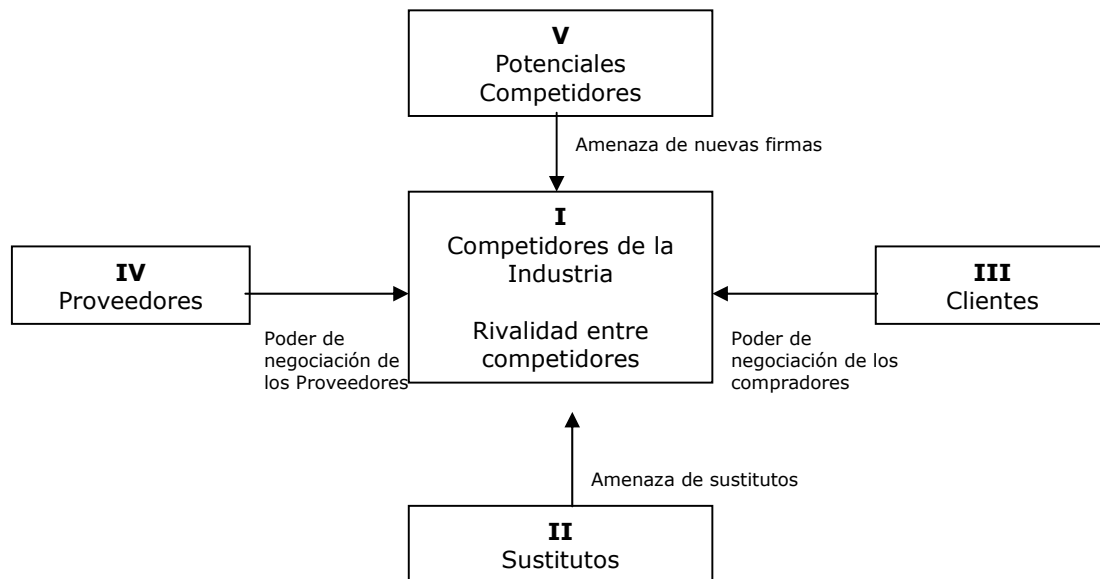 V
Potenciales
Competidores
Amenaza de nuevas firmas
I
Competidores de la
Industria
Rivalidad entre
competidores
IV
Proveedores
III
Clientes
Poder de
negociación de
los Proveedores
Poder de
negociación de los
compradores
Amenaza de sustitutos
II
Sustitutos